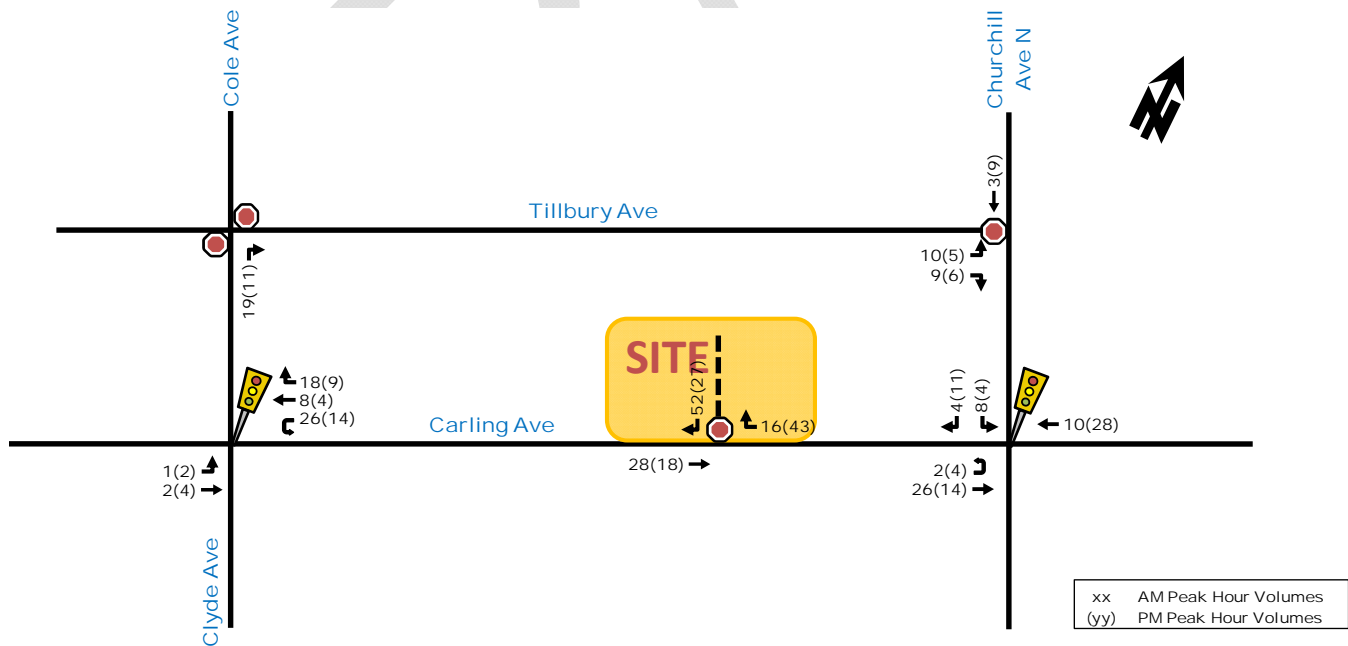 Cole Ave
Churchill
Ave N
3(9)
Tillbury Ave
10(5)
9(6)
19(11)
SITE
52(27)
18(9)
8(4)
26(14)
4(11)
8(4)
Carling Ave
16(43)
10(28)
28(18)
1(2)
2(4)
2(4)
26(14)
Clyde Ave
xx AM Peak Hour Volumes
(yy) PM Peak Hour Volumes